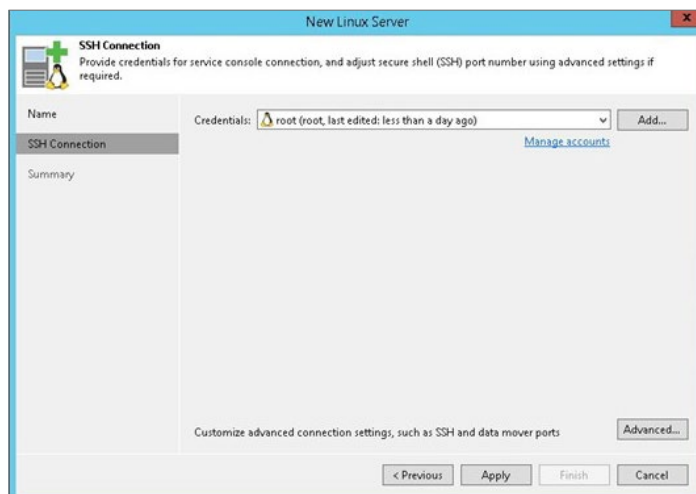 New Linux Server
x
SSH Connection
Provide credentials for service console connection, and adjust secure shell (SSH) port number using advanced settings if
required.
Name
SSH Connection
Summary
Credentials: root (root, last edited: less than a day ago)
Add...
Manage accounts
Customize advanced connection settings, such as SSH and data mover ports
Advanced...
< Previous Apply Finish Cancel